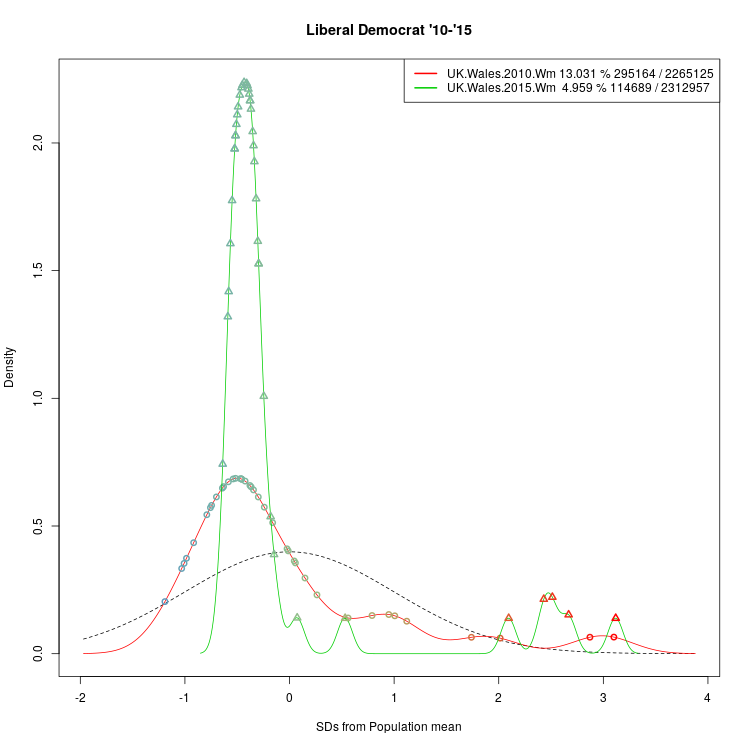 Liberal Democrat '10-'15
UK.Wales.2010.Wm 13.031 % 295164 / 2265125
UK.Wales.2015.Wm  4.959 % 114689 / 2312957
Density
2.0
1.5
1.0
0.5
0.0
-2 -1 0 1 2 3 4
SDs from Population mean